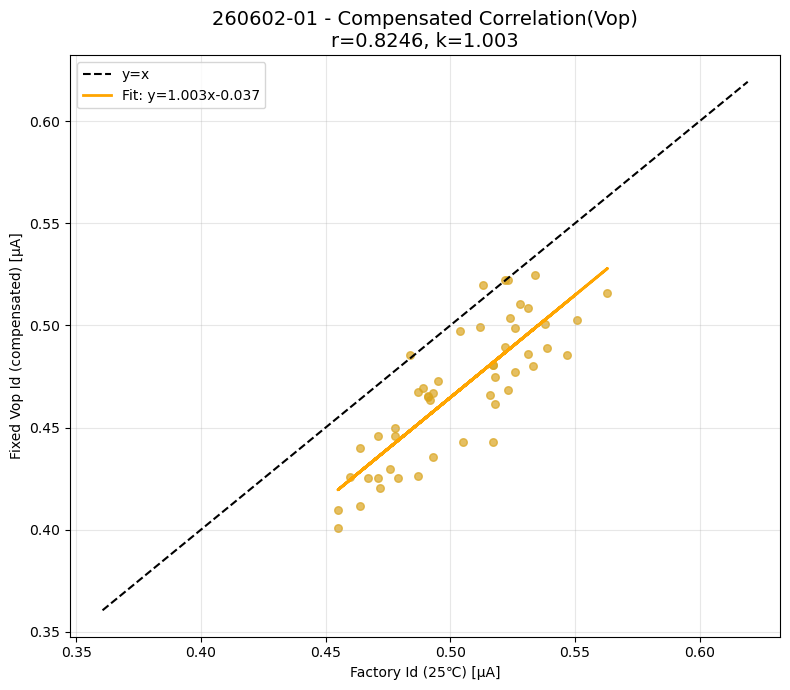 260602-01 - Compensated Correlation(Vop)
r=0.8246, k=1.003
y=x
Fit: y=1.003x-0.037
0.60
0.55
0.50
0.45
0.40
0.35
Fixed Vop Id (compensated) [μA]
0.35 0.40 0.45 0.50 0.55 0.60
Factory Id (25℃) [μA]